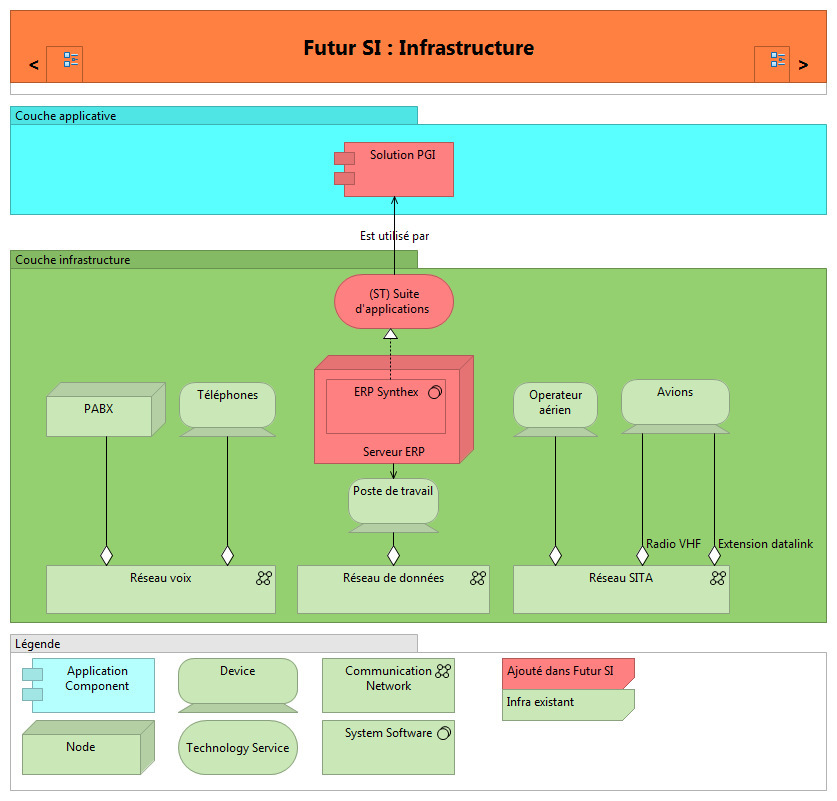 Futur SI : Infrastructure
<
>
Couche applicative
Solution PGI
Est utilisé par
Couche infrastructure
(ST) Suite
d'applications
PABX
Téléphones
ERP Synthex
Serveur ERP
Operateur
aérien
Avions
Poste de travail
Radio VHF
Extension datalink
Réseau voix
Réseau de données
Réseau SITA
Légende
Application
Component
Device
Communication
Network
Ajouté dans Futur SI
Infra existant
Node
Technology Service
System Software